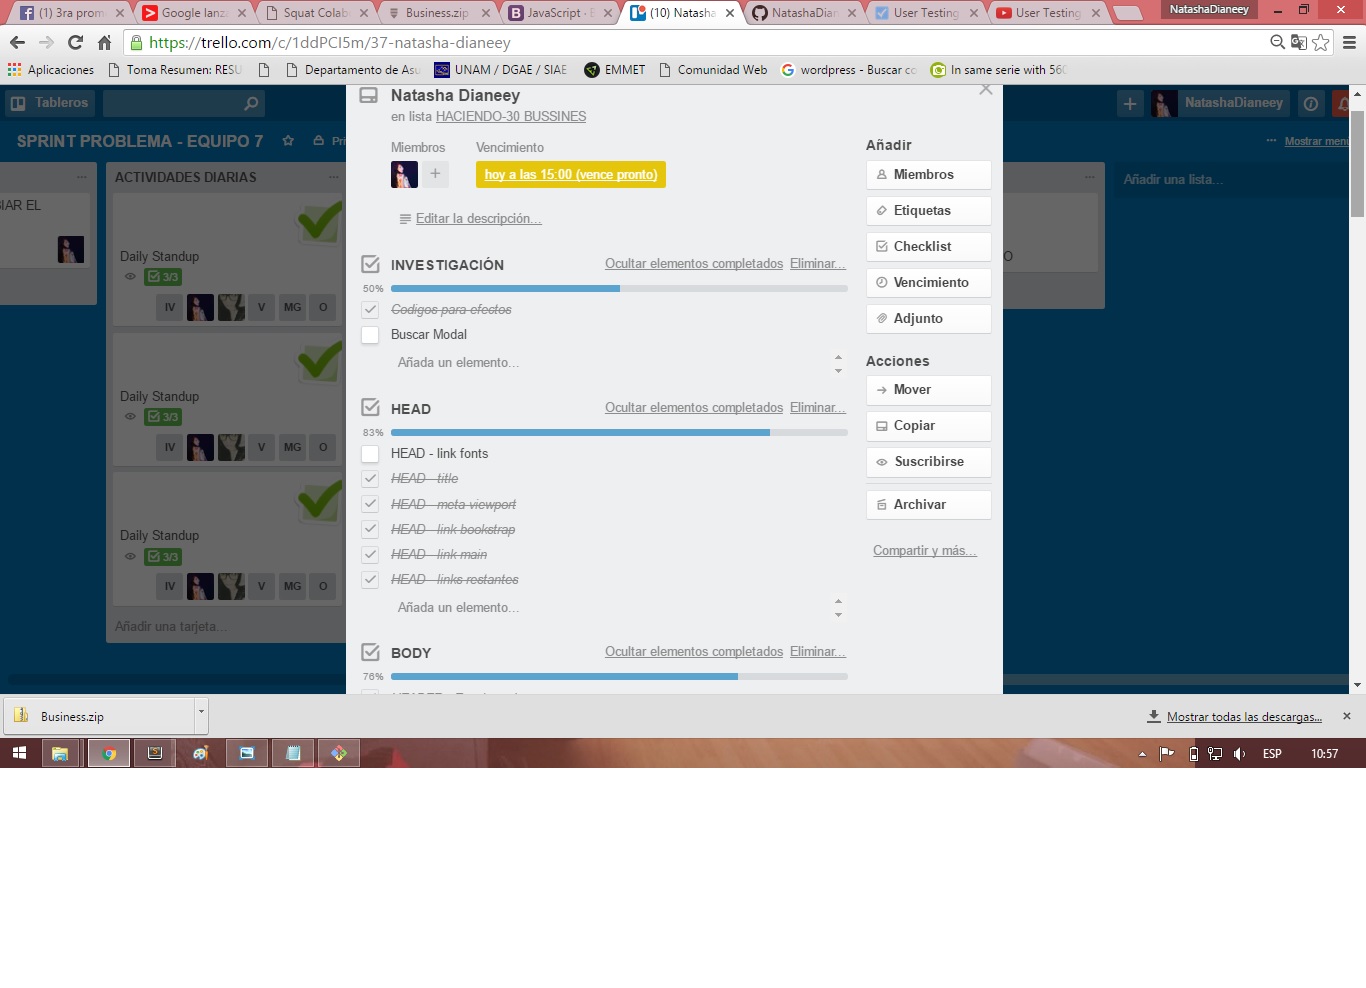 (1) 3ra prom
Google lanza
Squat Colab
Business.zip
JavaScript - B
(10) Natasha
NatashaDian
User Testing
User Testing
NatashaDianeey
https://trello.com/c/1ddPCI5m/37-natasha-dianeey
Aplicaciones
Toma Resumen: RESU
Departamento de Asu
UNAM / DGAE / SIAE
EMMET
Comunidad Web
wordpress - Buscar co
In same serie with 560
Tableros
NatashaDianeey
SPRINT PROBLEMA - EQUIPO 7
Pri
Mostrar menú
IAR EL
ACTIVIDADES DIARIAS
Daily Standup
3/3
IV
V
MG
O
Daily Standup
3/3
IV
V
MG
O
Daily Standup
3/3
IV
V
MG
O
Añadir una tarjeta...
Natasha Dianeey
en lista HACIENDO-30 BUSSINES
Miembros
Vencimiento
+
hoy a las 15:00 (vence pronto)
Editar la descripción...
INVESTIGACIÓN
Ocultar elementos completados Eliminar...
50%
Codigos para efectos
Buscar Modal
Añada un elemento...
HEAD
Ocultar elementos completados Eliminar...
83%
HEAD - link fonts
HEAD - title
HEAD - meta viewport
HEAD - link bookstrap
HEAD - link main
HEAD - links restantes
Añada un elemento...
BODY
Ocultar elementos completados Eliminar...
76%
Añadir
Miembros
Etiquetas
Checklist
Vencimiento
Adjunto
Acciones
Mover
Copiar
Suscribirse
Archivar
Compartir y más...
O
Añadir una lista...
Business.zip
Mostrar todas las descargas...
ESP
10:57